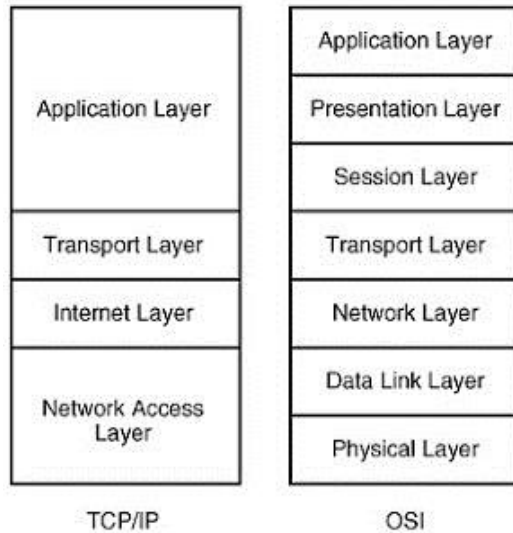 Application Layer
Transport Layer
Internet Layer
Network Access
Layer
TCP/IP
Application Layer
Presentation Layer
Session Layer
Transport Layer
Network Layer
Data Link Layer
Physical Layer
OSI